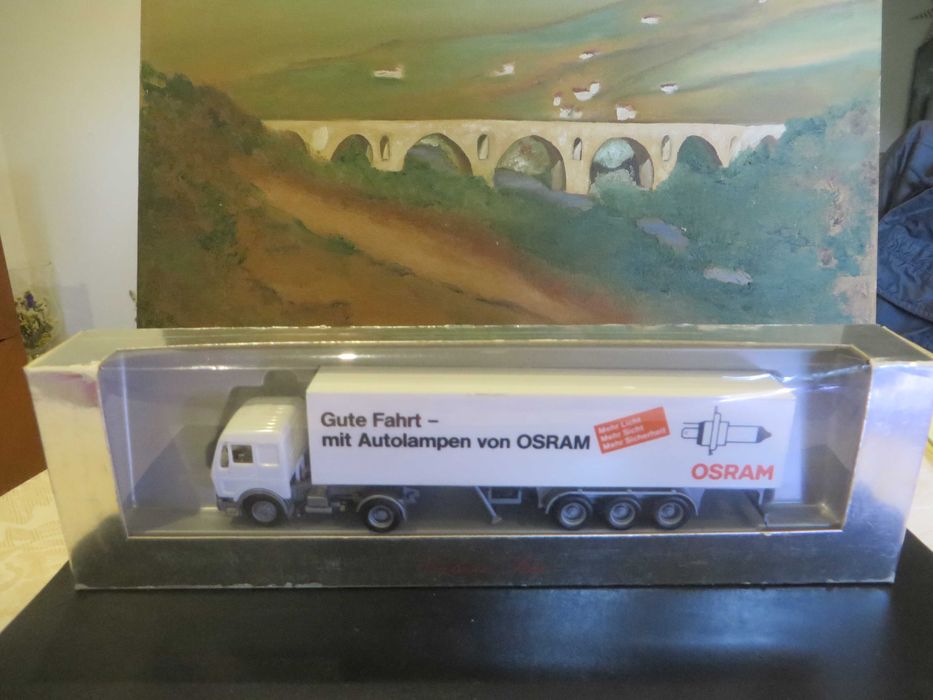 Gute Fahrt –
mit Autolampen von OSRAM
Mehr Licht
Mehr Sicht
Mehr Sicherheit
OSRAM